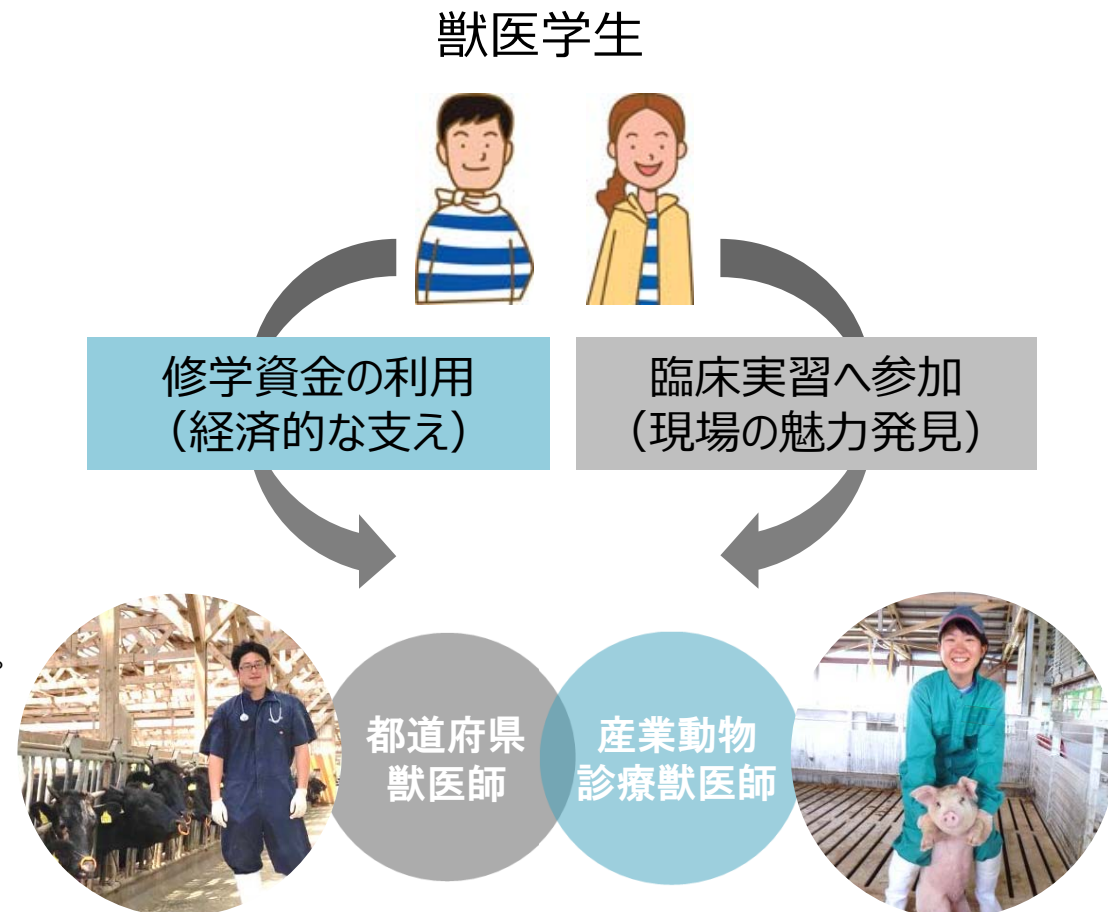 獣医学生
修学資金の利用
（経済的な支え）
臨床実習へ参加
（現場の魅力発見）
。
都道府県
獣医師
産業動物
診療獣医師